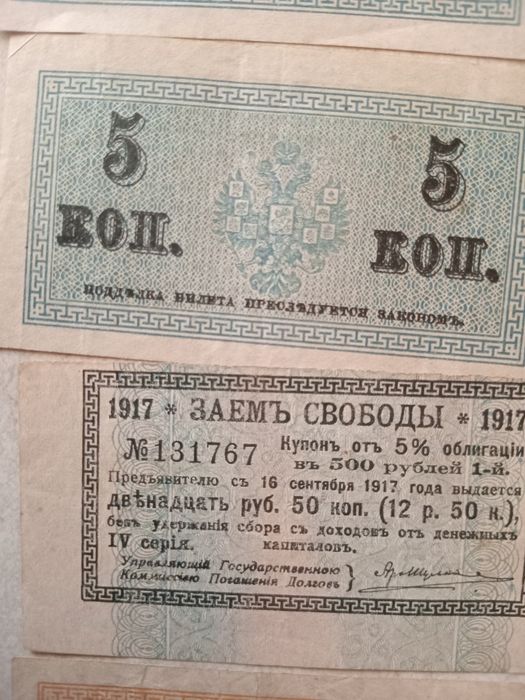 5
5
КОП.
КОП.
ПОДДѢЛКА БИЛЕТА ПРЕСЛѢДУЕТСЯ ЗАКОНОМЪ.
1917 * ЗАЕМЪ СВОБОДЫ * 1917
№131767
Купонъ отъ 5% облигаціи
въ 500 рублей 1-й.
Предъявителю съ 16 сентября 1917 года выдается
двѣнадцать руб. 50 коп. (12 р. 50 к.),
безъ удержанія сбора съ доходовъ отъ денежныхъ
IV серія. капиталовъ.
Управляющій Государственною
Коммиссіею Погашенія Долговъ